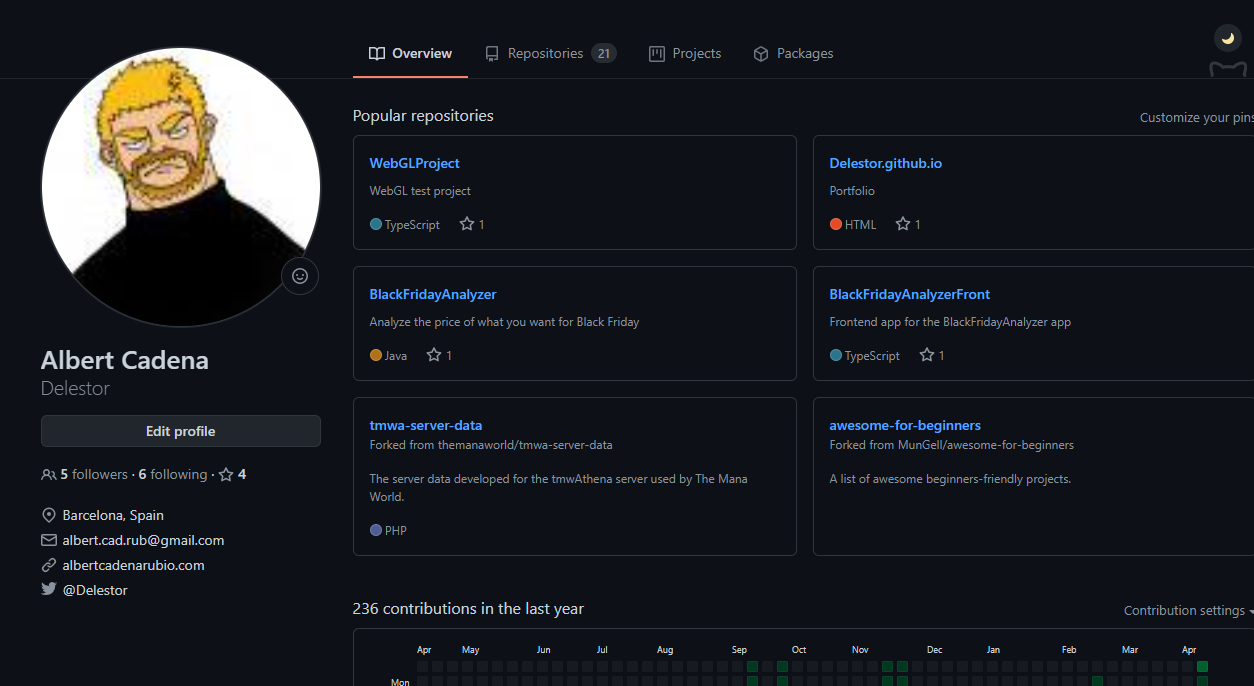 Overview Repositories 21 Projects Packages
Popular repositories
Customize your pins
WebGLProject
WebGL test project
TypeScript 1
Delestor.github.io
Portfolio
HTML 1
BlackFridayAnalyzer
Analyze the price of what you want for Black Friday
Java 1
BlackFridayAnalyzerFront
Frontend app for the BlackFridayAnalyzer app
TypeScript 1
tmwa-server-data
Forked from themanaworld/tmwa-server-data
The server data developed for the tmwAthena server used by The Mana
World.
PHP
awesome-for-beginners
Forked from MunGell/awesome-for-beginners
A list of awesome beginners-friendly projects.
Albert Cadena
Delestor
Edit profile
5 followers · 6 following · 4
Barcelona, Spain
albert.cad.rub@gmail.com
albertcadenarubio.com
@Delestor
236 contributions in the last year
Contribution settings
Apr May Jun Jul Aug Sep Oct Nov Dec Jan Feb Mar Apr
Mon